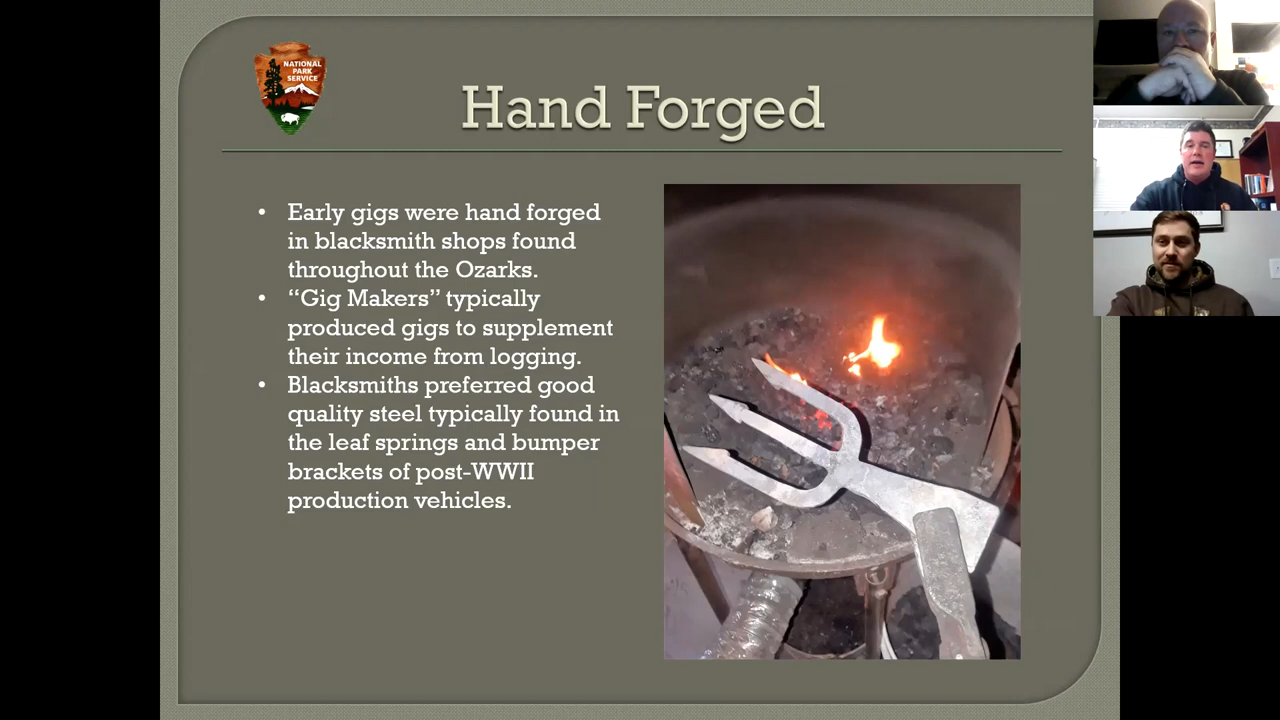 NATIONAL
PARK
SERVICE
Hand Forged
• Early gigs were hand forged
in blacksmith shops found
throughout the Ozarks.
• “Gig Makers” typically
produced gigs to supplement
their income from logging.
• Blacksmiths preferred good
quality steel typically found in
the leaf springs and bumper
brackets of post-WWII
production vehicles.